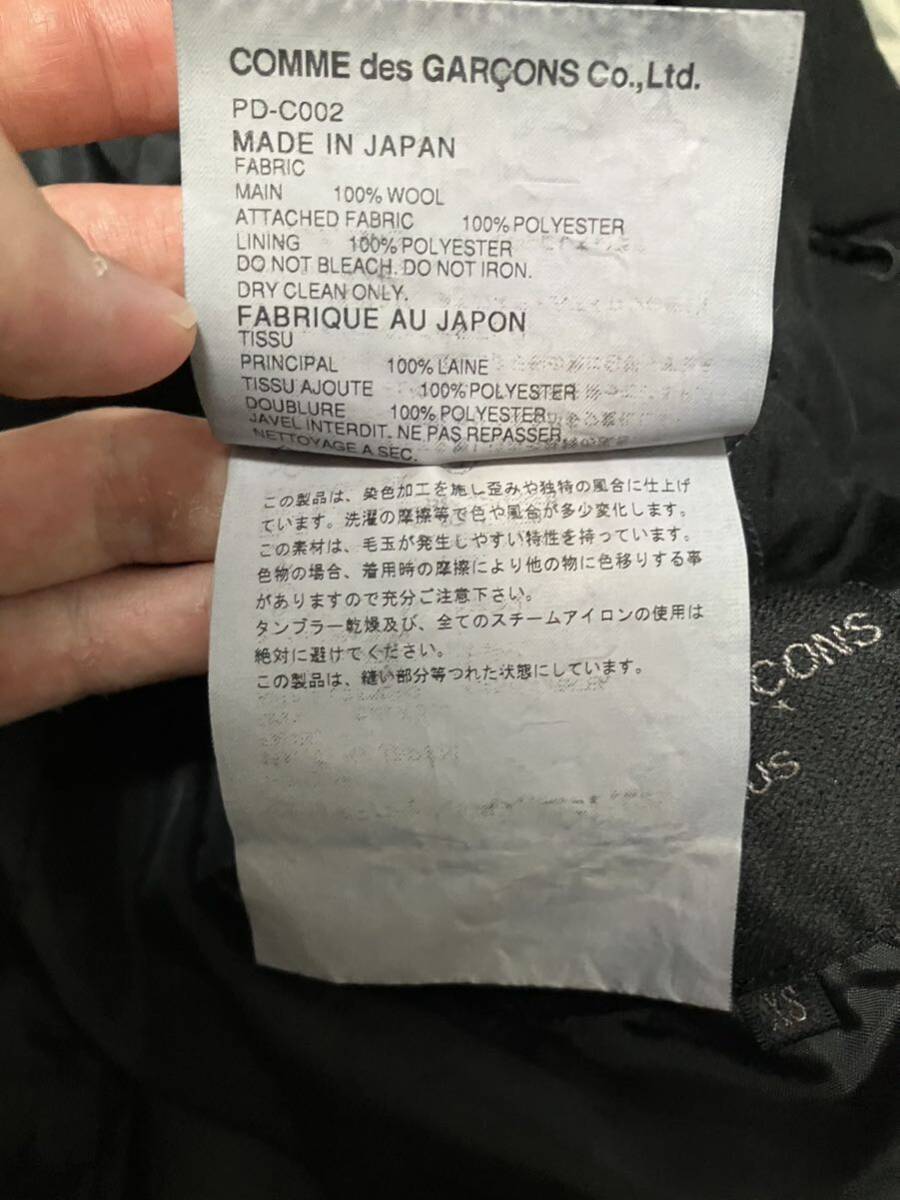 COMME des GARÇONS Co.,Ltd.
PD-C002
MADE IN JAPAN
FABRIC
MAIN 100% WOOL
ATTACHED FABRIC 100% POLYESTER
LINING 100% POLYESTER
DO NOT BLEACH. DO NOT IRON.
DRY CLEAN ONLY.
FABRIQUE AU JAPON
TISSU
PRINCIPAL 100% LAINE
TISSU AJOUTE 100% POLYESTER
DOUBLURE 100% POLYESTER
JAVEL INTERDIT. NE PAS REPASSER.
NETTOYAGE A SEC.
この製品は、染色加工を施し歪みや独特の風合に仕上げ
ています。洗濯の摩擦等で色や風合が多少変化します。
この素材は、毛玉が発生しやすい特性を持っています。
色物の場合、着用時の摩擦により他の物に色移りする事
がありますので充分ご注意下さい。
タンブラー乾燥及び、全てのスチームアイロンの使用は
絶対に避けてください。
この製品は、縫い部分等つれた状態にしています。
ÇONS
US
XS